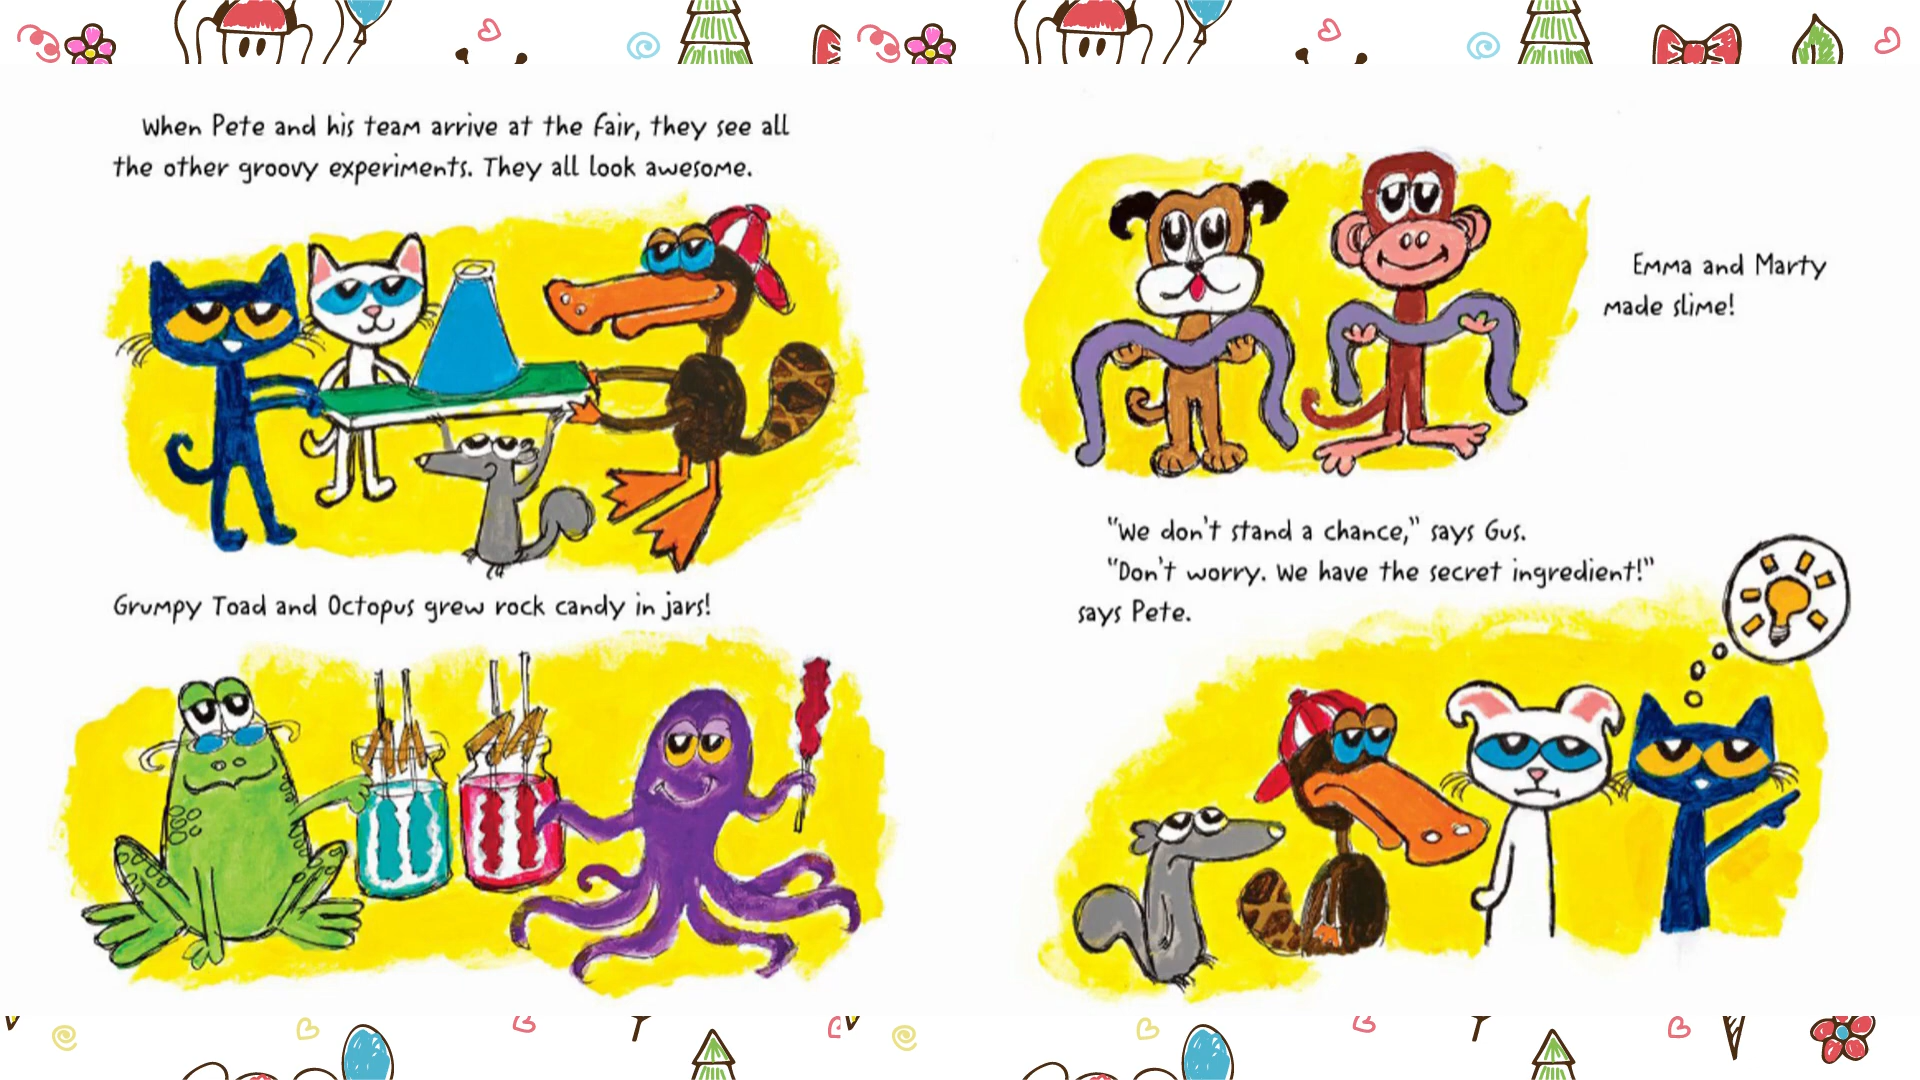 When Pete and his team arrive at the fair, they see all
the other groovy experiments. They all look awesome.
Grumpy Toad and Octopus grew rock candy in jars!
Emma and Marty
made slime!
"We don't stand a chance," says Gus.
"Don't worry. We have the secret ingredient!"
says Pete.